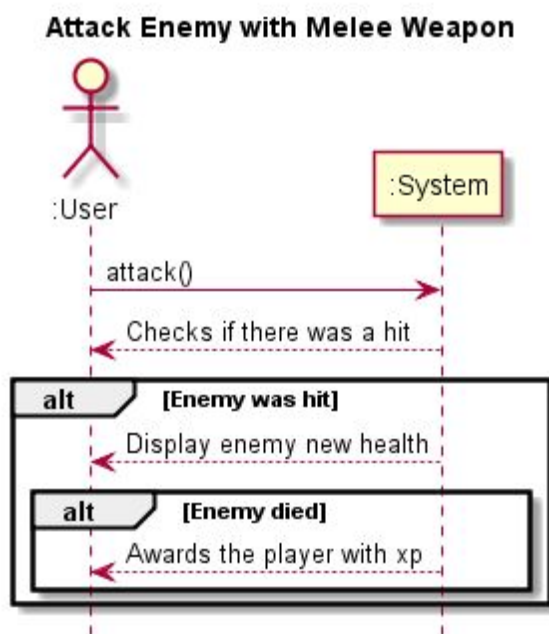 Attack Enemy with Melee Weapon
:User
:System
attack()
Checks if there was a hit
alt [Enemy was hit]
Display enemy new health
alt [Enemy died]
Awards the player with xp